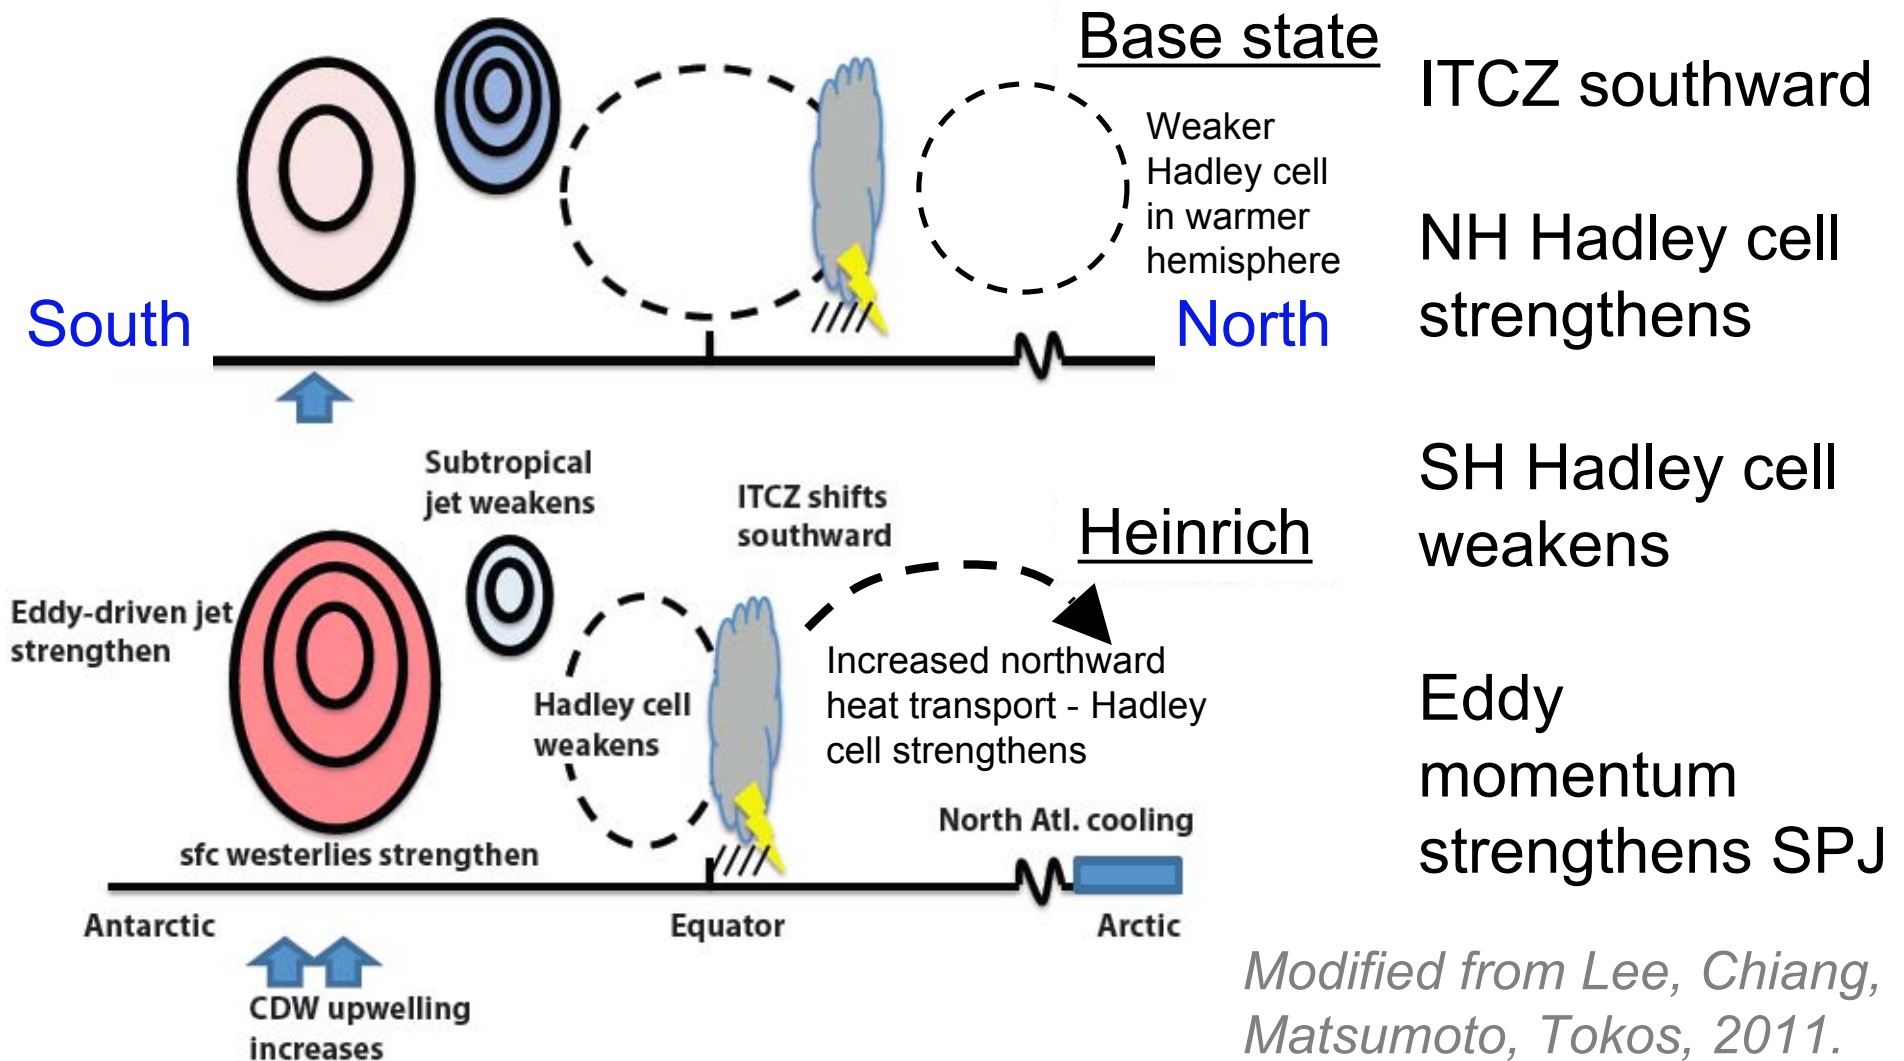 Base state
Weaker
Hadley cell
in warmer
hemisphere
South
North
Subtropical
jet weakens
ITCZ shifts
southward
Heinrich
Eddy-driven jet
strengthen
Hadley cell
weakens
Increased northward
heat transport - Hadley
cell strengthens
North Atl. cooling
sfc westerlies strengthen
Antarctic
Equator
Arctic
CDW upwelling
increases
ITCZ southward
NH Hadley cell
strengthens
SH Hadley cell
weakens
Eddy
momentum
strengthens SPJ
Modified from Lee, Chiang,
Matsumoto, Tokos, 2011.